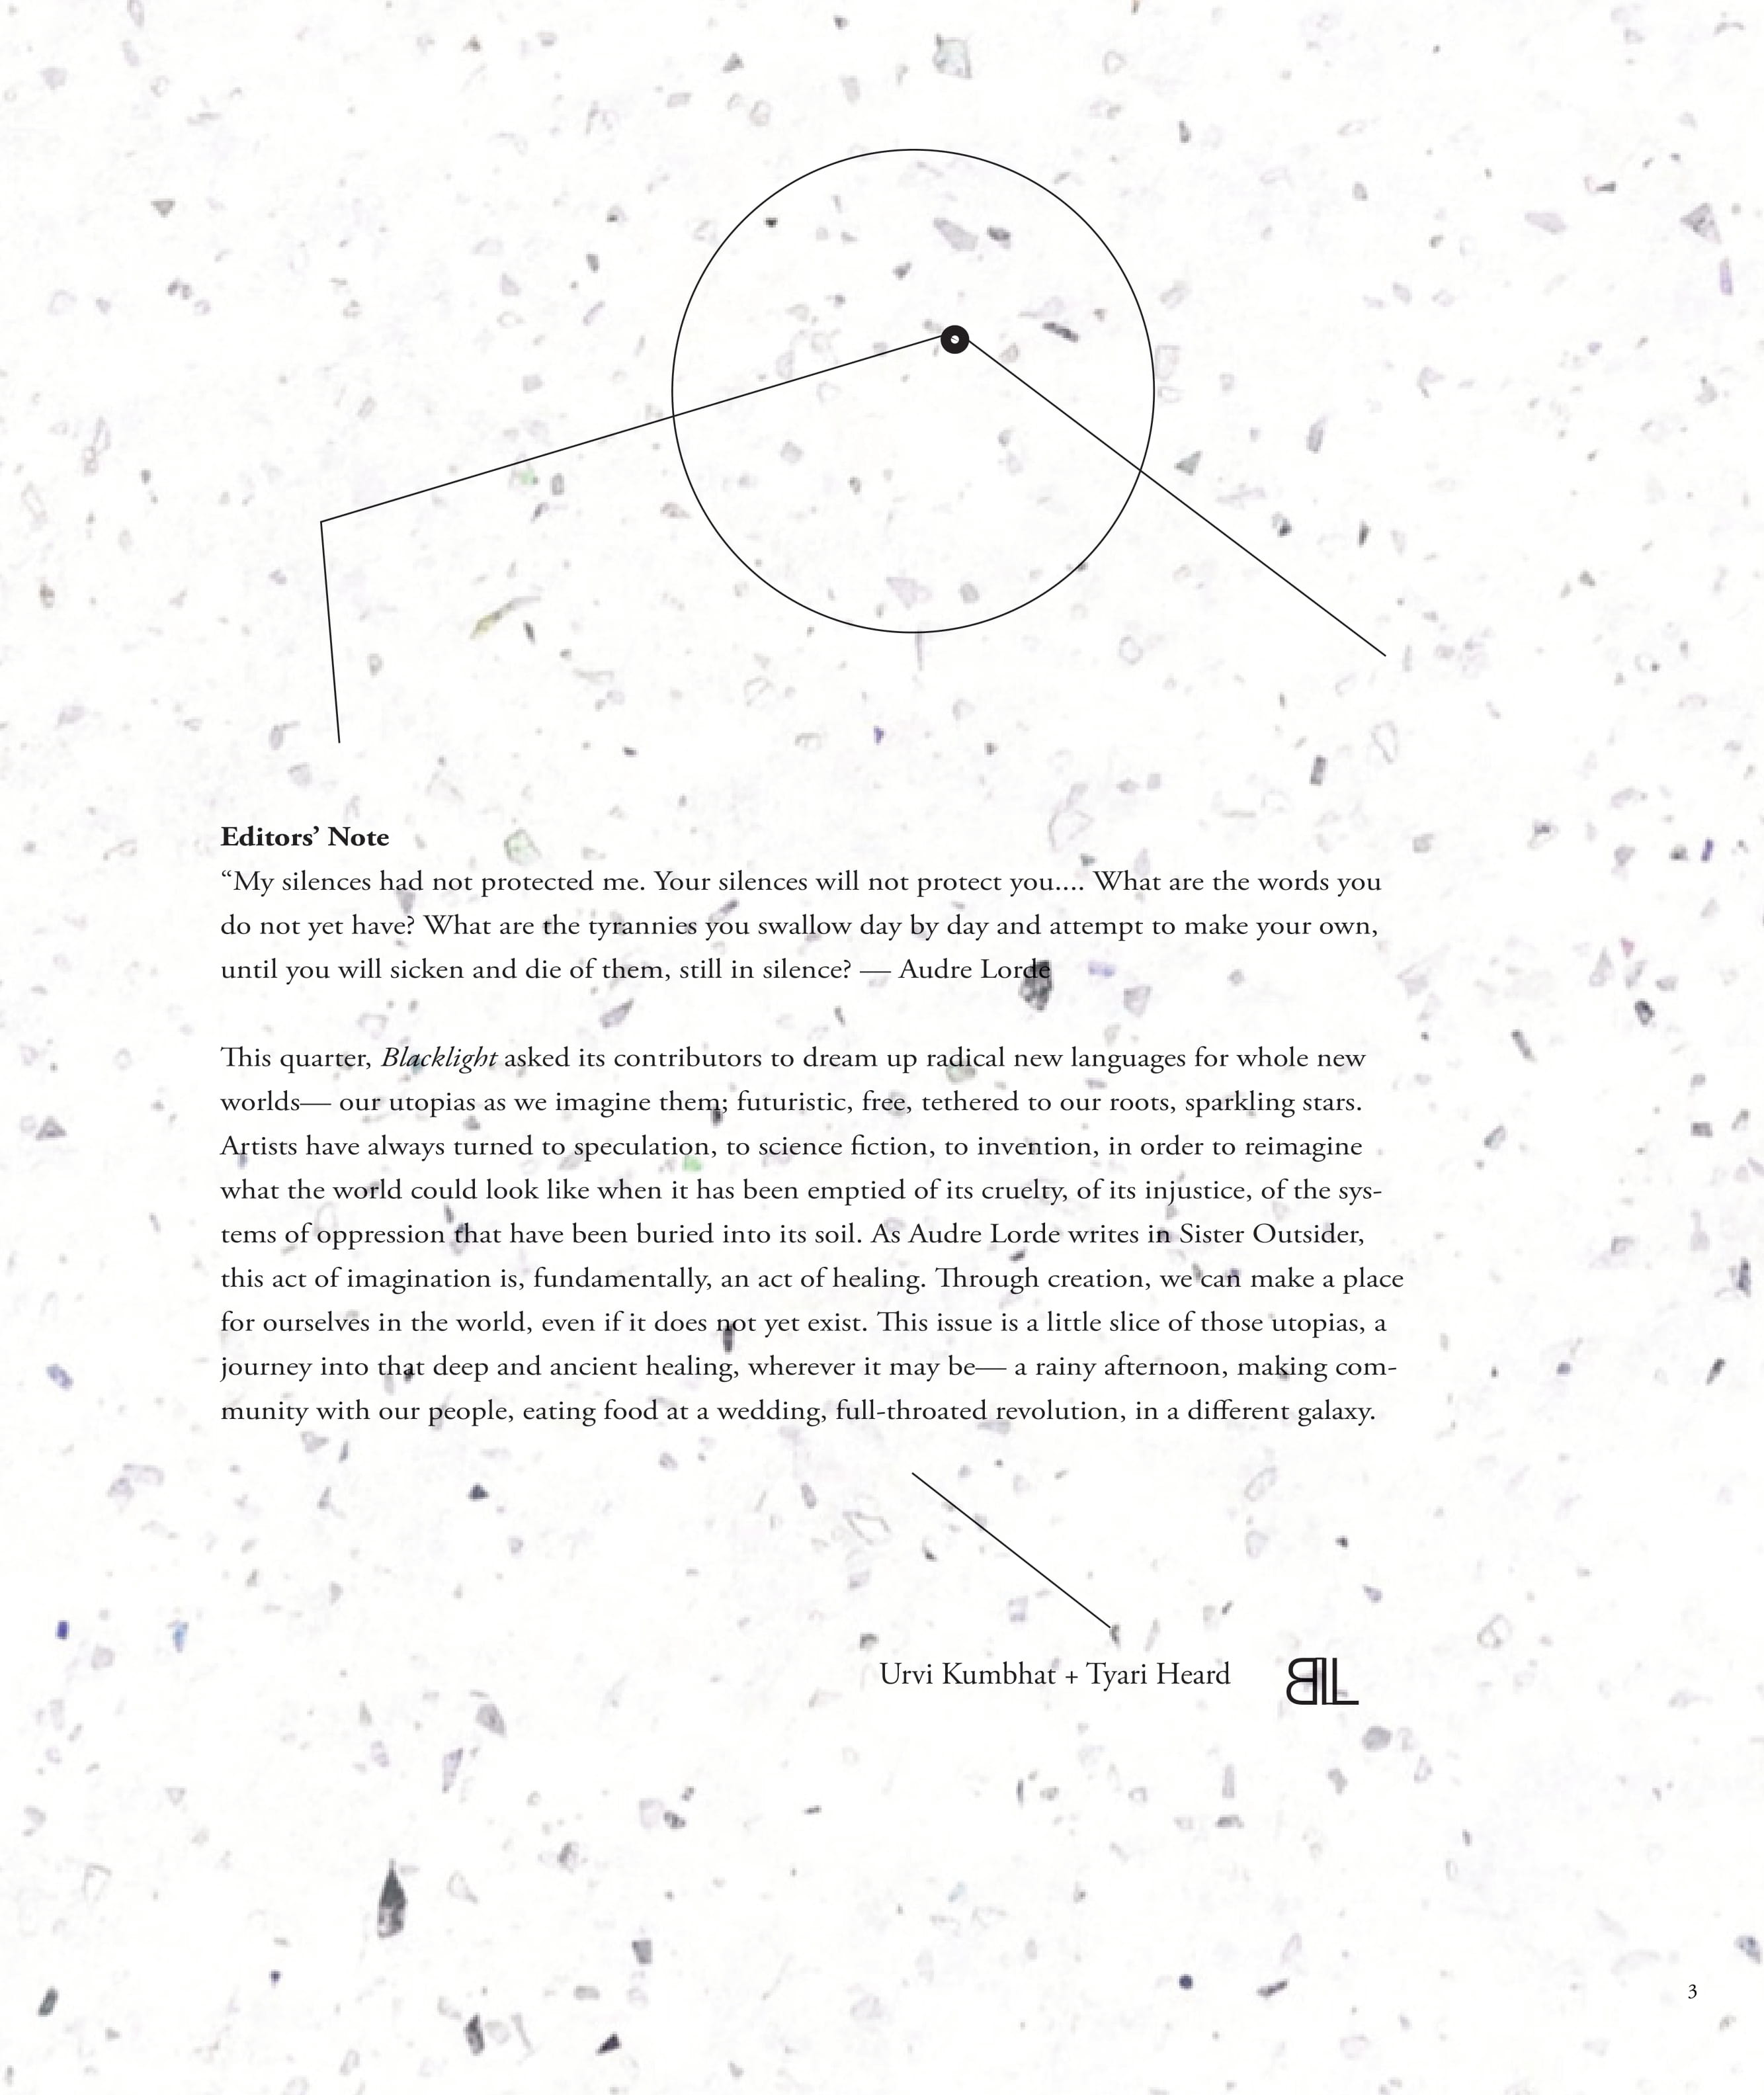 Editors’ Note
“My silences had not protected me. Your silences will not protect you.... What are the words you
do not yet have? What are the tyrannies you swallow day by day and attempt to make your own,
until you will sicken and die of them, still in silence? — Audre Lorde
This quarter, Blacklight asked its contributors to dream up radical new languages for whole new
worlds— our utopias as we imagine them; futuristic, free, tethered to our roots, sparkling stars.
Artists have always turned to speculation, to science fiction, to invention, in order to reimagine
what the world could look like when it has been emptied of its cruelty, of its injustice, of the sys-
tems of oppression that have been buried into its soil. As Audre Lorde writes in Sister Outsider,
this act of imagination is, fundamentally, an act of healing. Through creation, we can make a place
for ourselves in the world, even if it does not yet exist. This issue is a little slice of those utopias, a
journey into that deep and ancient healing, wherever it may be— a rainy afternoon, making com-
munity with our people, eating food at a wedding, full-throated revolution, in a different galaxy.
Urvi Kumbhat + Tyari Heard
BL
3